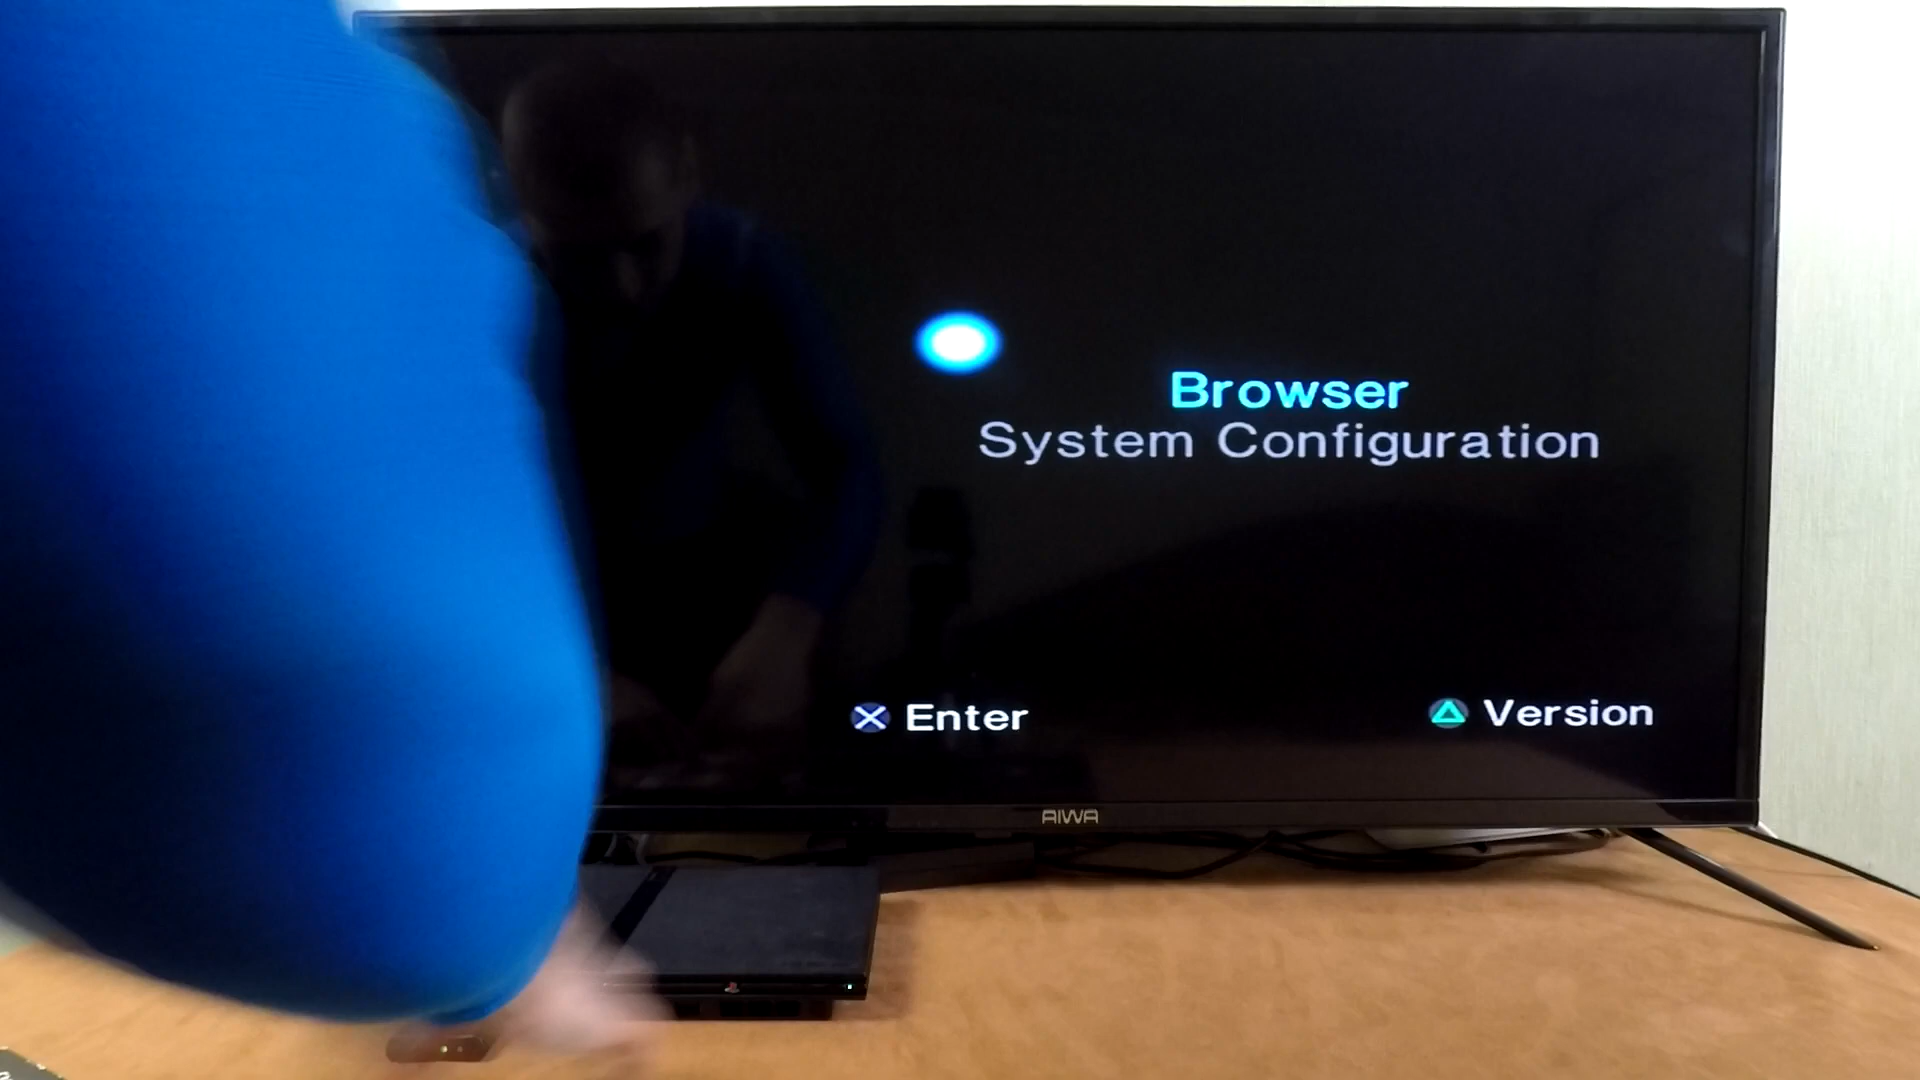 Browser
System Configuration
Enter
Version
AIWA